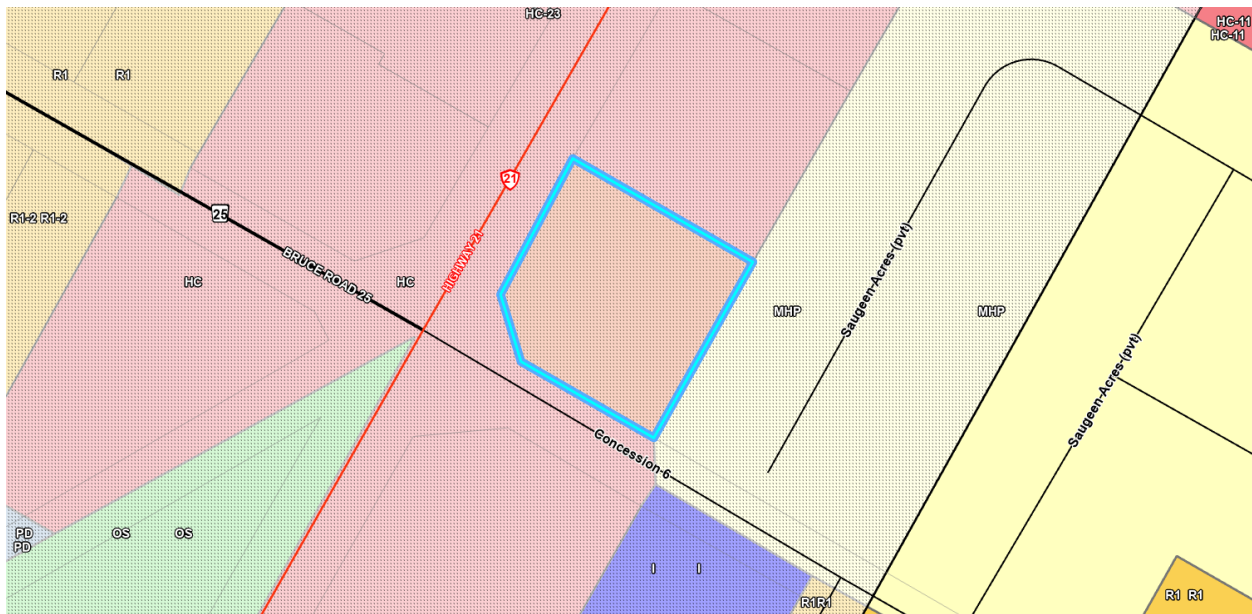 HC-23
HC-11
HC-11
R1
R1
21
R1-2 R1-2
25
Saugeen-Acres-(pvt)
HIGHWAY-21
BRUCE ROAD 25
HC
HC
MHP
MHP
Saugeen-Acres-(pvt)
Concession-6
PD
PD
OS
OS
I
I
R1R1
R1 R1